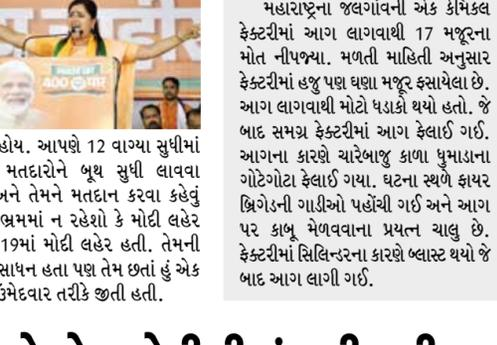 400 પાર
હોય. આપણે 12 વાગ્યા સુધીમાં
મતદારોને બૂથ સુધી લાવવા
અને તેમને મતદાન કરવા કહેવું
ભ્રમમાં ન રહેશો કે મોદી લહેર
19માં મોદી લહેર હતી. તેમની
સાધન હતા પણ તેમ છતાં હું એક
ઉમેદવાર તરીકે જીતી હતી.
મહારાષ્ટ્રના જલગાંવની એક કેમિકલ
ફેક્ટરીમાં આગ લાગવાથી 17 મજૂરના
મોત નીપજ્યા. મળતી માહિતી અનુસાર
ફેક્ટરીમાં હજુ પણ ઘણા મજૂર ફસાયેલા છે.
આગ લાગવાથી મોટો ધડાકો થયો હતો. જે
બાદ સમગ્ર ફેક્ટરીમાં આગ ફેલાઈ ગઈ.
આગના કારણે ચારેબાજુ કાળા ધુમાડાના
ગોટેગોટા ફેલાઈ ગયા. ઘટના સ્થળે ફાયર
બ્રિગેડની ગાડીઓ પહોંચી ગઈ અને આગ
પર કાબૂ મેળવવાના પ્રયત્ન ચાલુ છે.
ફેક્ટરીમાં સિલિન્ડરના કારણે બ્લાસ્ટ થયો જે
બાદ આગ લાગી ગઈ.